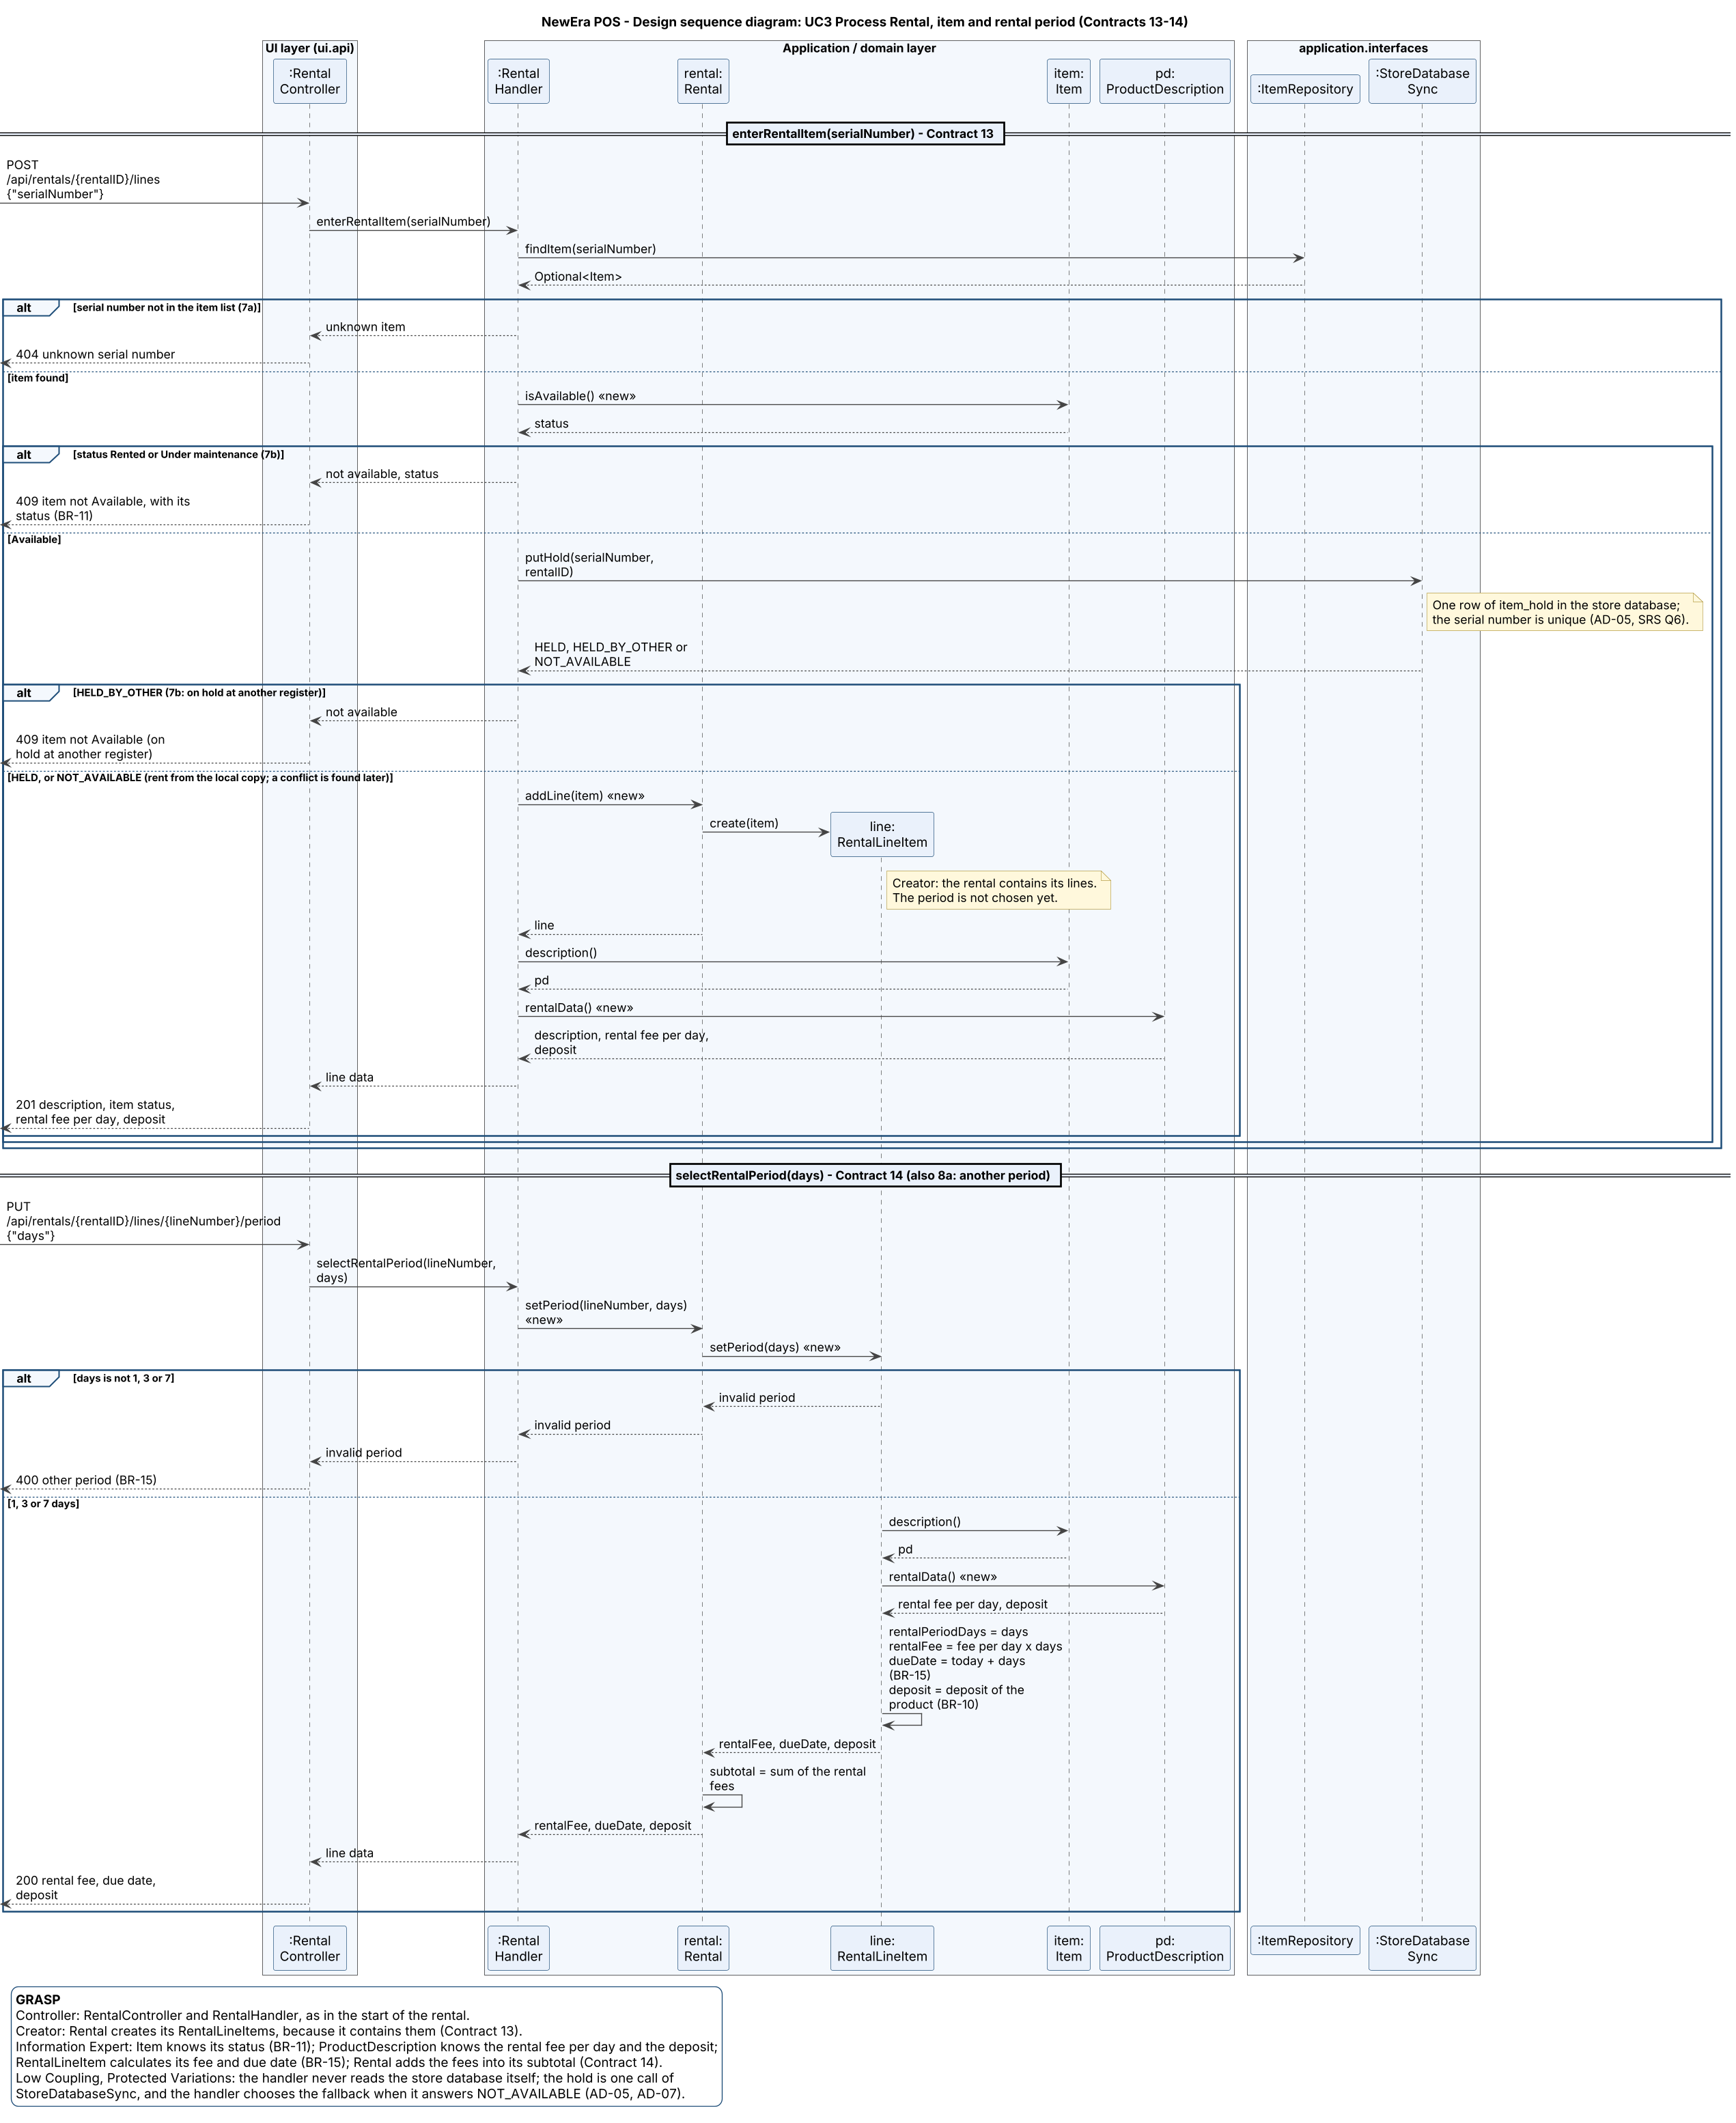 NewEra POS - Design sequence diagram: UC3 Process Rental, item and rental period (Contracts 13-14)
UI layer (ui.api)
Application / domain layer
application.interfaces
:Rental
Controller
:Rental
Handler
rental:
Rental
item:
Item
pd:
ProductDescription
:ItemRepository
:StoreDatabase
Sync
enterRentalItem(serialNumber) - Contract 13
POST
/api/rentals/{rentalID}/lines
{"serialNumber"}
enterRentalItem(serialNumber)
findItem(serialNumber)
Optional<Item>
alt
[serial number not in the item list (7a)]
unknown item
404 unknown serial number
[item found]
isAvailable() «new»
status
alt
[status Rented or Under maintenance (7b)]
not available, status
409 item not Available, with its
status (BR-11)
[Available]
putHold(serialNumber,
rentalID)
One row of item_hold in the store database;
the serial number is unique (AD-05, SRS Q6).
HELD, HELD_BY_OTHER or
NOT_AVAILABLE
alt
[HELD_BY_OTHER (7b: on hold at another register)]
not available
409 item not Available (on
hold at another register)
[HELD, or NOT_AVAILABLE (rent from the local copy; a conflict is found later)]
addLine(item) «new»
create(item)
line:
RentalLineItem
Creator: the rental contains its lines.
The period is not chosen yet.
line
description()
pd
rentalData() «new»
description, rental fee per day,
deposit
line data
201 description, item status,
rental fee per day, deposit
selectRentalPeriod(days) - Contract 14 (also 8a: another period)
PUT
/api/rentals/{rentalID}/lines/{lineNumber}/period
{"days"}
selectRentalPeriod(lineNumber,
days)
setPeriod(lineNumber, days)
«new»
setPeriod(days) «new»
alt
[days is not 1, 3 or 7]
invalid period
invalid period
invalid period
400 other period (BR-15)
[1, 3 or 7 days]
description()
pd
rentalData() «new»
rental fee per day, deposit
rentalPeriodDays = days
rentalFee = fee per day x days
dueDate = today + days
(BR-15)
deposit = deposit of the
product (BR-10)
rentalFee, dueDate, deposit
subtotal = sum of the rental
fees
rentalFee, dueDate, deposit
line data
200 rental fee, due date,
deposit
:Rental
Controller
:Rental
Handler
rental:
Rental
line:
RentalLineItem
item:
Item
pd:
ProductDescription
:ItemRepository
:StoreDatabase
Sync
GRASP
Controller: RentalController and RentalHandler, as in the start of the rental.
Creator: Rental creates its RentalLineItems, because it contains them (Contract 13).
Information Expert: Item knows its status (BR-11); ProductDescription knows the rental fee per day and the deposit;
RentalLineItem calculates its fee and due date (BR-15); Rental adds the fees into its subtotal (Contract 14).
Low Coupling, Protected Variations: the handler never reads the store database itself; the hold is one call of
StoreDatabaseSync, and the handler chooses the fallback when it answers NOT_AVAILABLE (AD-05, AD-07).